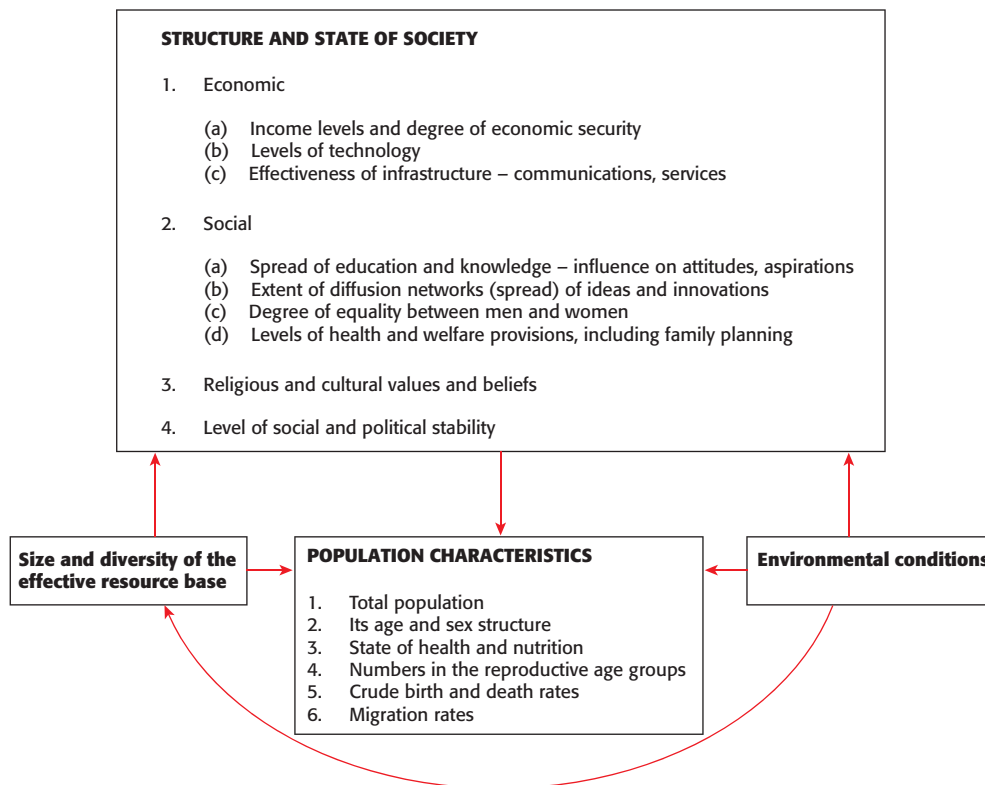 STRUCTURE AND STATE OF SOCIETY
1. Economic
(a) Income levels and degree of economic security
(b) Levels of technology
(c) Effectiveness of infrastructure – communications, services
2. Social
(a) Spread of education and knowledge – influence on attitudes, aspirations
(b) Extent of diffusion networks (spread) of ideas and innovations
(c) Degree of equality between men and women
(d) Levels of health and welfare provisions, including family planning
3. Religious and cultural values and beliefs
4. Level of social and political stability
Size and diversity of the
effective resource base
POPULATION CHARACTERISTICS
1. Total population
2. Its age and sex structure
3. State of health and nutrition
4. Numbers in the reproductive age groups
5. Crude birth and death rates
6. Migration rates
Environmental conditions